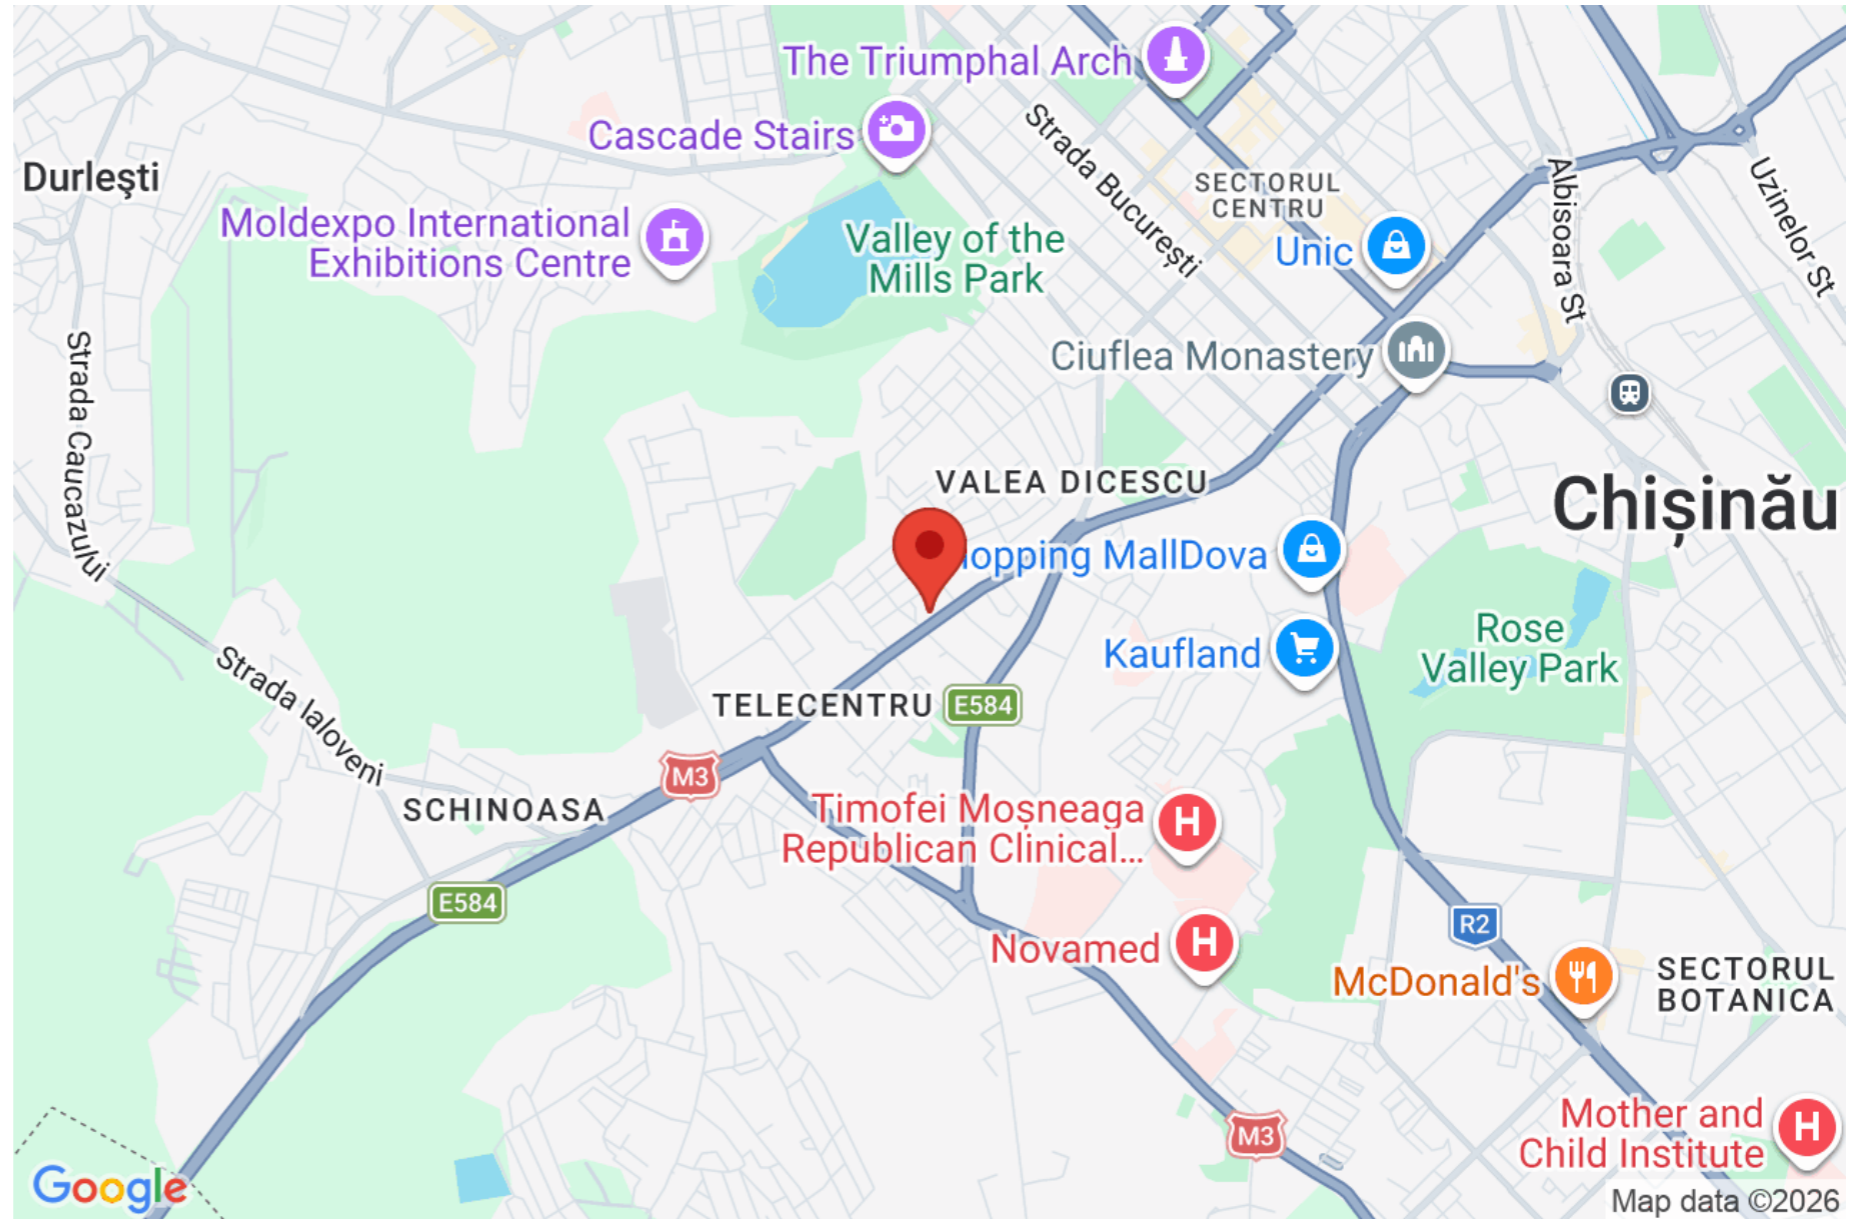 The Triumphal Arch
Cascade Stairs
Strada București
Durleşti
SECTORUL
CENTRU
Albisoara St
Uzinelor St
Moldexpo International
Exhibitions Centre
Valley of the
Mills Park
Unic
Strada Caucazului
Ciuflea Monastery
VALEA DICESCU
Chișinău
opping MallDova
Rose
Valley Park
Kaufland
Strada Ialoveni
TELECENTRU
E584
M3
SCHINOASA
Timofei Moșneaga
Republican Clinical...
H
E584
R2
Novamed
H
McDonald's
SECTORUL
BOTANICA
M3
Mother and
Child Institute
H
Google
Map data ©2026